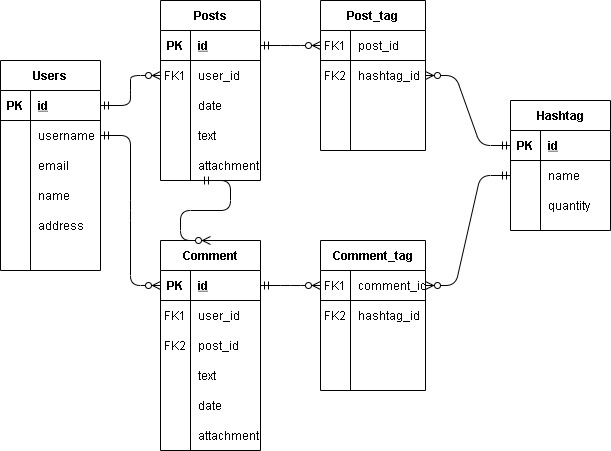 Users
PK id
username
email
name
address
Posts
PK id
FK1 user_id
date
text
attachment
Post_tag
FK1 post_id
FK2 hashtag_id
Hashtag
PK id
name
quantity
Comment
PK id
FK1 user_id
FK2 post_id
text
date
attachment
Comment_tag
FK1 comment_id
FK2 hashtag_id